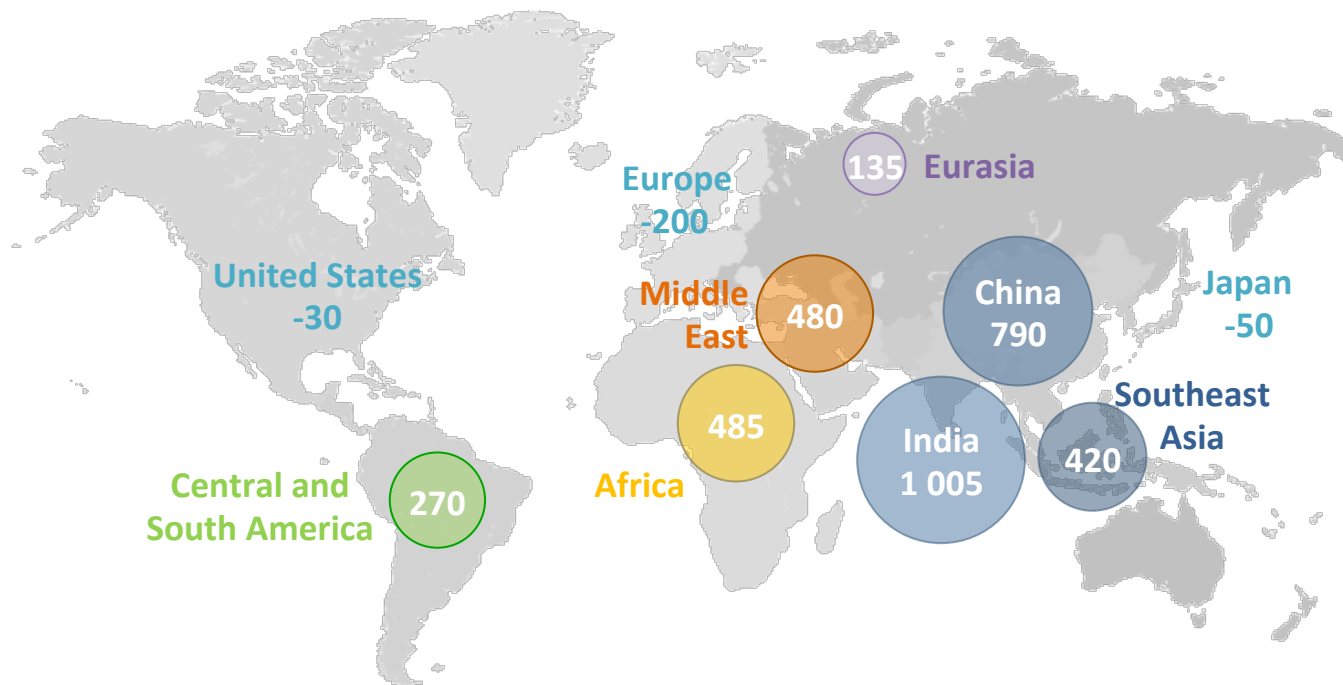 135
Eurasia
Europe
-200
United States
-30
Middle
East
480
China
790
Japan
-50
Southeast
Asia
420
India
1 005
485
Africa
Central and
South America
270